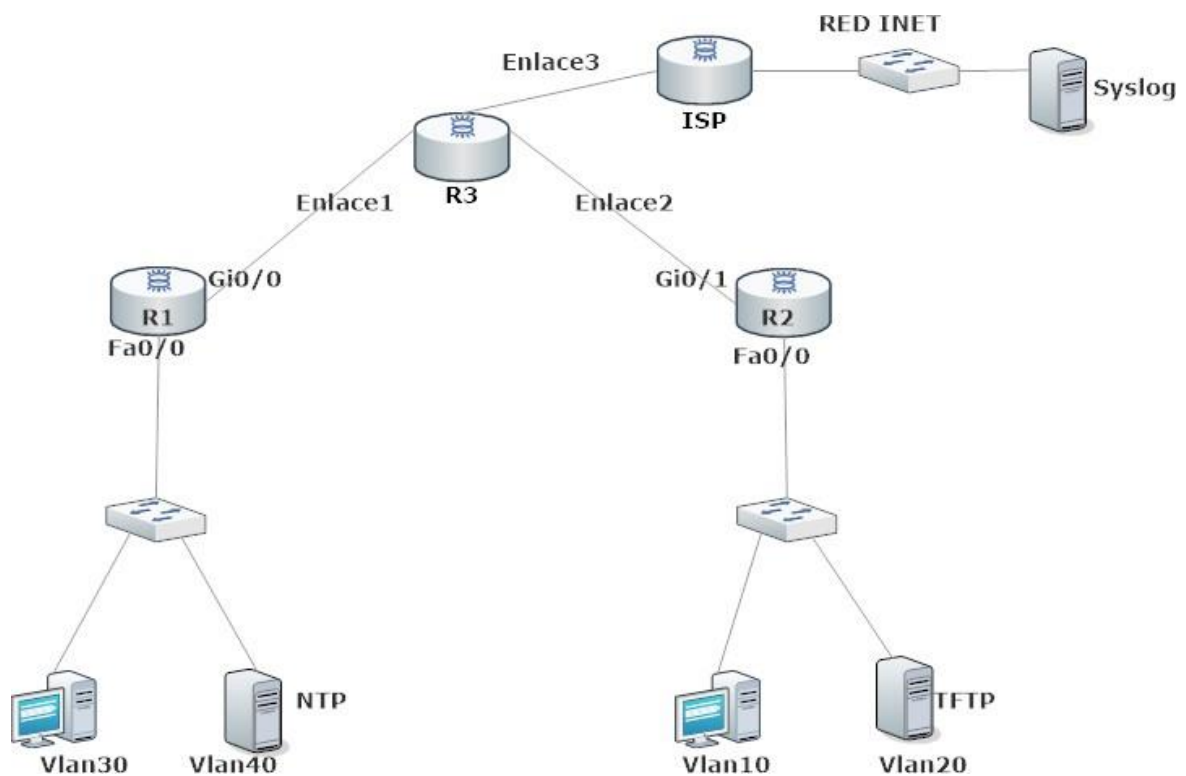 RED INET
Enlace3
Syslog
ISP
R3
Enlace1
Enlace2
Gi0/0
Gi0/1
R1
R2
Fa0/0
Fa0/0
NTP
TFTP
Vlan30
Vlan40
Vlan10
Vlan20